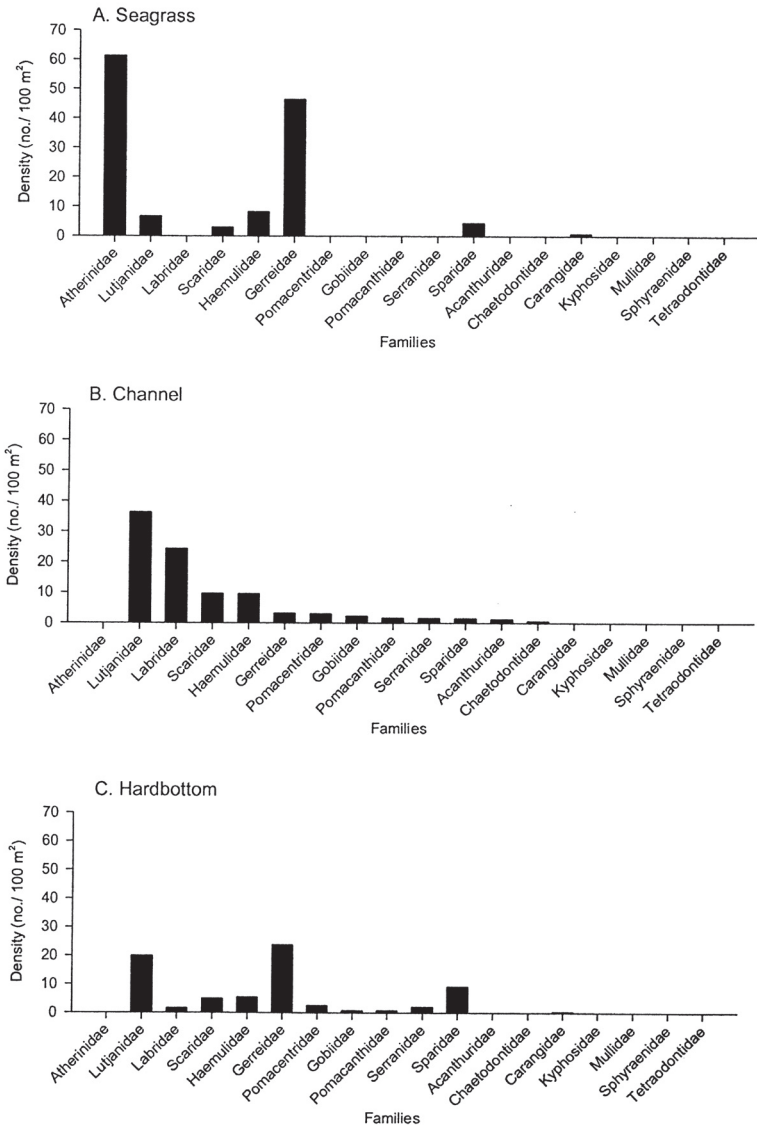 A. Seagrass
Density (no./ 100 m²)
70
60
50
40
30
20
10
0
Atherinidae
Lutjanidae
Labridae
Scaridae
Haemulidae
Gerreidae
Pomacentridae
Gobiidae
Pomacanthidae
Serranidae
Sparidae
Acanthuridae
Chaetodontidae
Carangidae
Kyphosidae
Mullidae
Sphyraenidae
Tetraodontidae
Families
B. Channel
Density (no./ 100 m²)
70
60
50
40
30
20
10
0
Atherinidae
Lutjanidae
Labridae
Scaridae
Haemulidae
Gerreidae
Pomacentridae
Gobiidae
Pomacanthidae
Serranidae
Sparidae
Acanthuridae
Chaetodontidae
Carangidae
Kyphosidae
Mullidae
Sphyraenidae
Tetraodontidae
Families
C. Hardbottom
Density (no./ 100 m²)
70
60
50
40
30
20
10
0
Atherinidae
Lutjanidae
Labridae
Scaridae
Haemulidae
Gerreidae
Pomacentridae
Gobiidae
Pomacanthidae
Serranidae
Sparidae
Acanthuridae
Chaetodontidae
Carangidae
Kyphosidae
Mullidae
Sphyraenidae
Tetraodontidae
Families